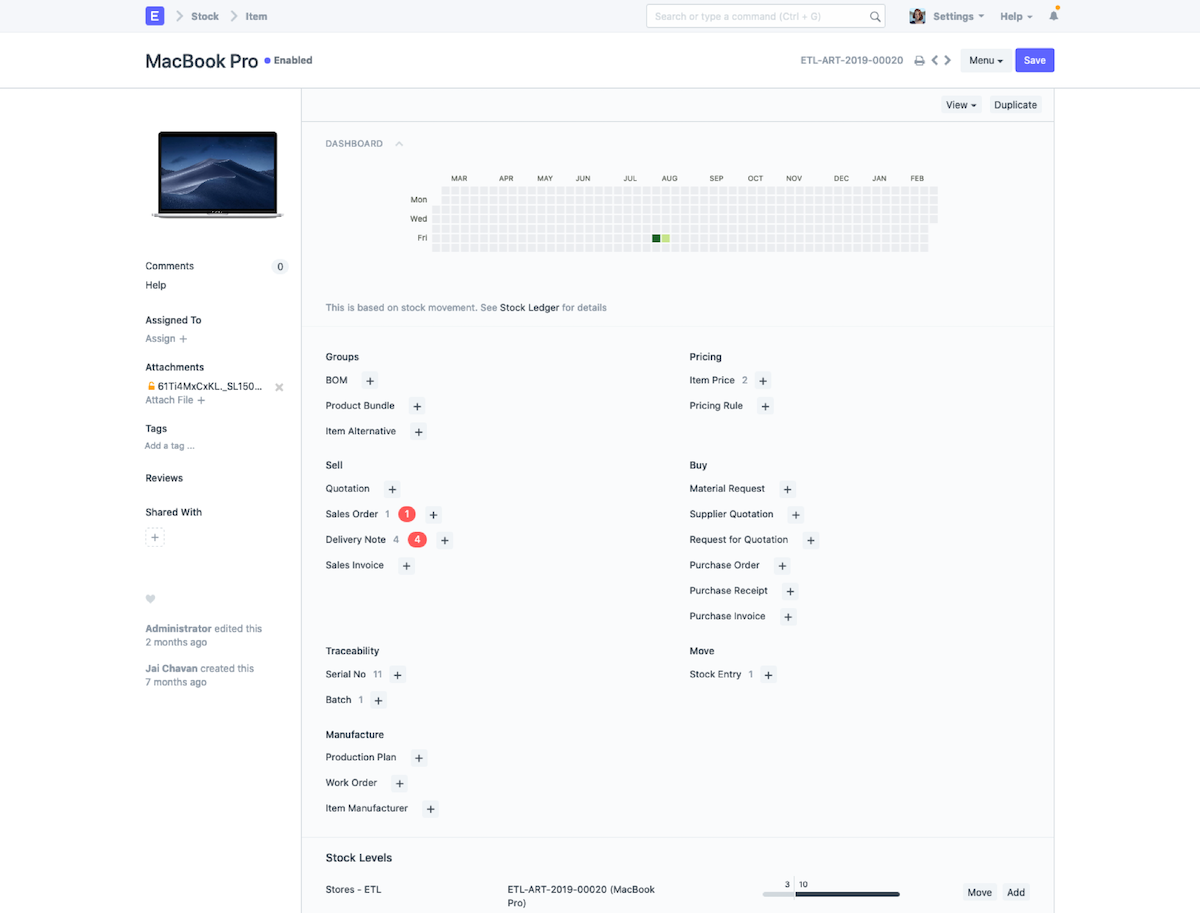 E
Stock
Item
Search or type a command (Ctrl + G)
Settings
Help
MacBook Pro
Enabled
ETL-ART-2019-00020
Menu
Save
View
Duplicate
Comments
0
Help
Assigned To
Assign +
Attachments
61Ti4MxCxKL._SL150...
Attach File +
Tags
Add a tag ...
Reviews
Shared With
+
Administrator edited this
2 months ago
Jai Chavan created this
7 months ago
DASHBOARD
MAR APR MAY JUN JUL AUG SEP OCT NOV DEC JAN FEB
Mon
Wed
Fri
This is based on stock movement. See Stock Ledger for details
Groups
BOM +
Product Bundle +
Item Alternative +
Pricing
Item Price 2 +
Pricing Rule +
Sell
Quotation +
Sales Order 1 1 +
Delivery Note 4 4 +
Sales Invoice +
Buy
Material Request +
Supplier Quotation +
Request for Quotation +
Purchase Order +
Purchase Receipt +
Purchase Invoice +
Traceability
Serial No 11 +
Batch 1 +
Move
Stock Entry 1 +
Manufacture
Production Plan +
Work Order +
Item Manufacturer +
Stock Levels
Stores - ETL
ETL-ART-2019-00020 (MacBook
Pro)
3 10
Move
Add